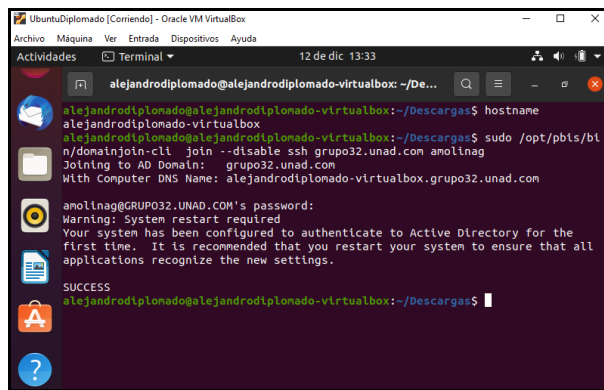 UbuntuDiplomado [Corriendo] - Oracle VM VirtualBox
Archivo Máquina Ver Entrada Dispositivos Ayuda
Actividades Terminal 12 de dic 13:33
alejandrodiplomado@alejandrodiplomado-virtualbox: ~/De...
alejandrodiplomado@alejandrodiplomado-virtualbox:~/Descargas$ hostname
alejandrodiplomado-virtualbox
alejandrodiplomado@alejandrodiplomado-virtualbox:~/Descargas$ sudo /opt/pbis/bi
n/domainjoin-cli join --disable ssh grupo32.unad.com amolinag
Joining to AD Domain: grupo32.unad.com
With Computer DNS Name: alejandrodiplomado-virtualbox.grupo32.unad.com
amolinag@GRUPO32.UNAD.COM's password:
Warning: System restart required
Your system has been configured to authenticate to Active Directory for the
first time. It is recommended that you restart your system to ensure that all
applications recognize the new settings.
SUCCESS
alejandrodiplomado@alejandrodiplomado-virtualbox:~/Descargas$